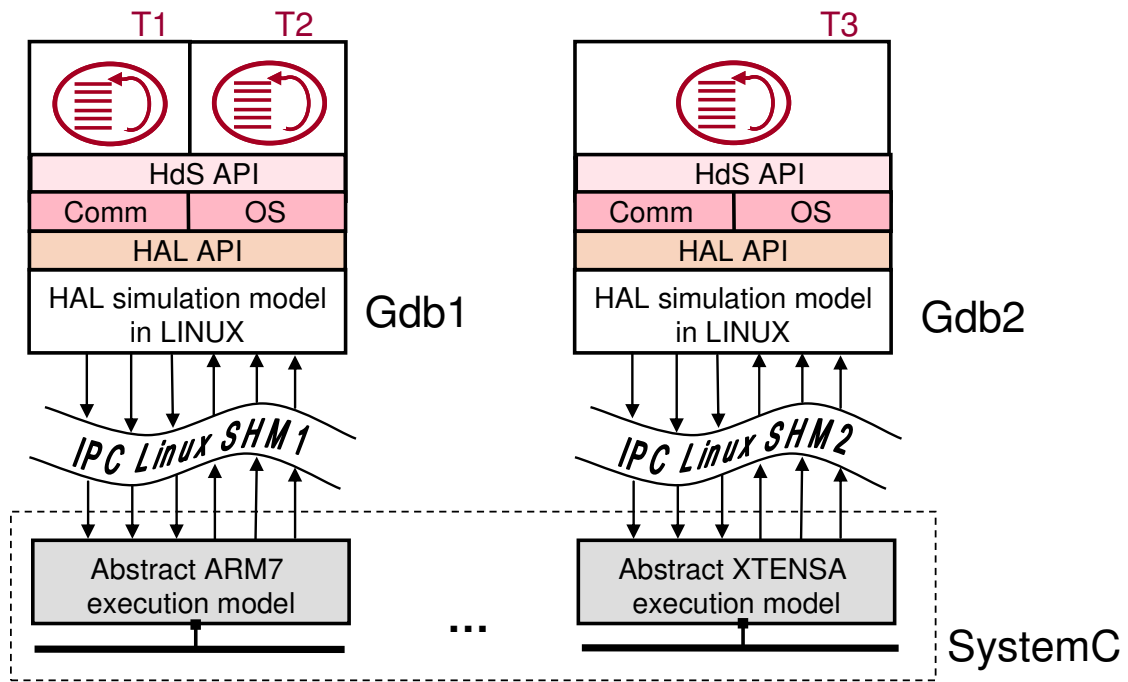 T1 T2
HdS API
Comm OS
HAL API
HAL simulation model
in LINUX
Gdb1
IPC Linux SHM1
Abstract ARM7
execution model
...
T3
HdS API
Comm OS
HAL API
HAL simulation model
in LINUX
Gdb2
IPC Linux SHM2
Abstract XTENSA
execution model
SystemC